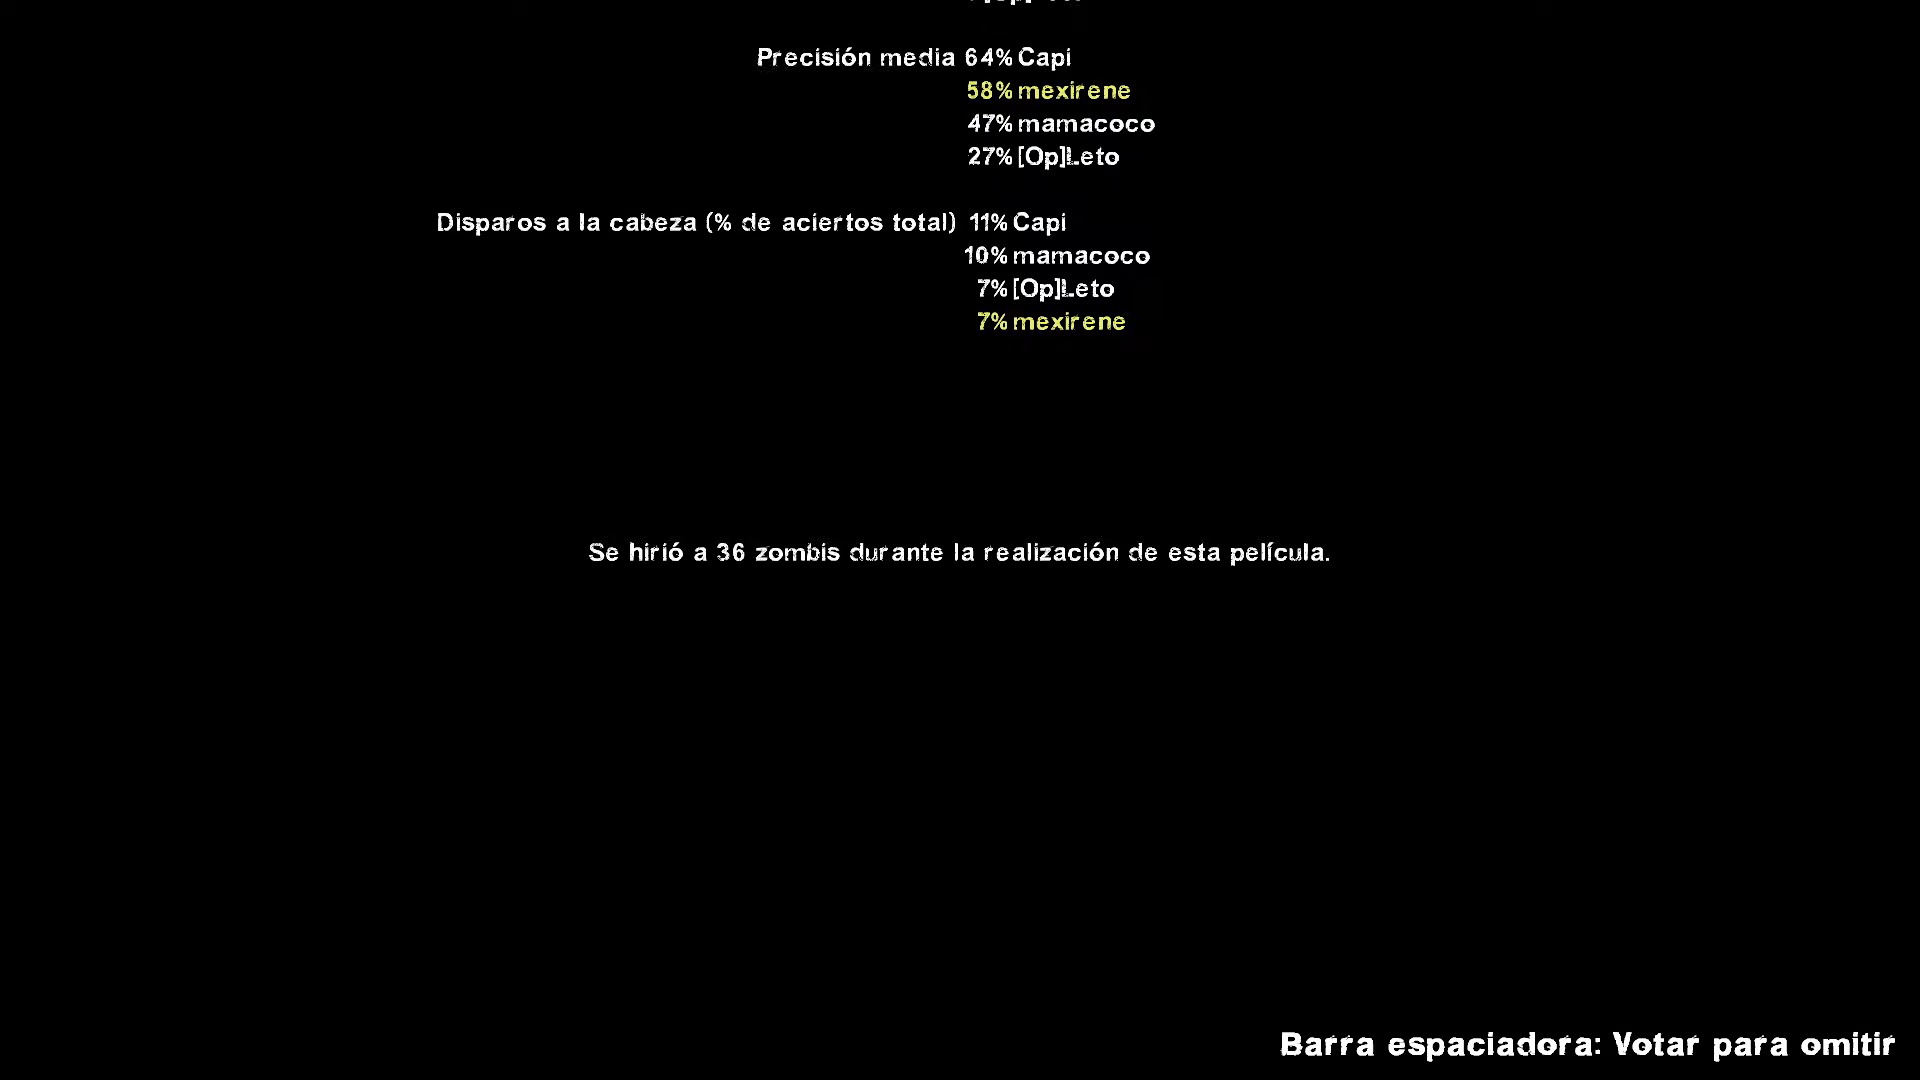 Precisión media 64% Capi
58% mexirene
47% mamacoco
27% [Op]Leto
Disparos a la cabeza (% de aciertos total) 11% Capi
10% mamacoco
7% [Op]Leto
7% mexirene
Se hirió a 36 zombis durante la realización de esta película.
Barra espaciadora: Votar para omitir